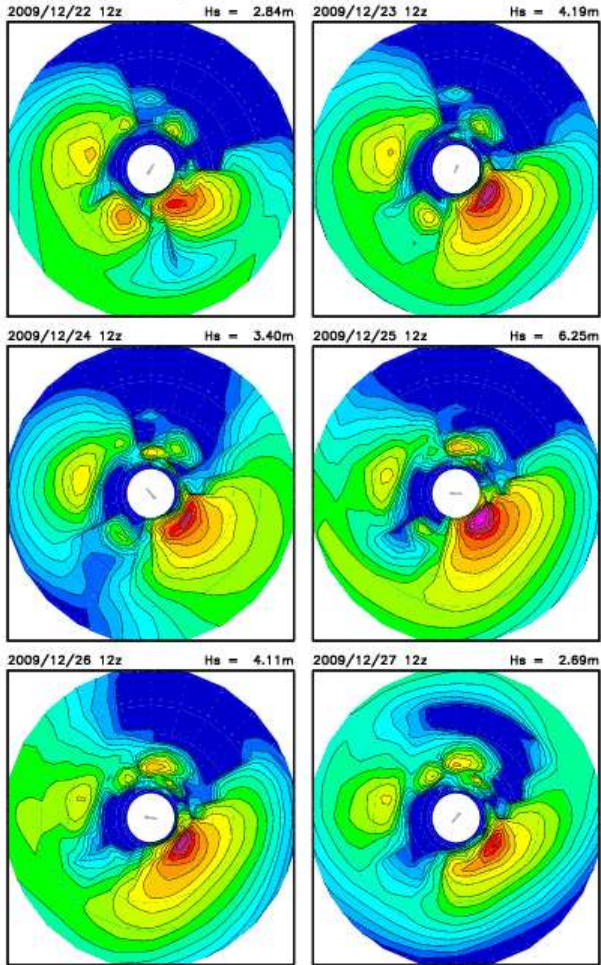 2009/12/22 12z Hs = 2.84m
2009/12/23 12z Hs = 4.19m
2009/12/24 12z Hs = 3.40m
2009/12/25 12z Hs = 6.25m
2009/12/26 12z Hs = 4.11m
2009/12/27 12z Hs = 2.69m